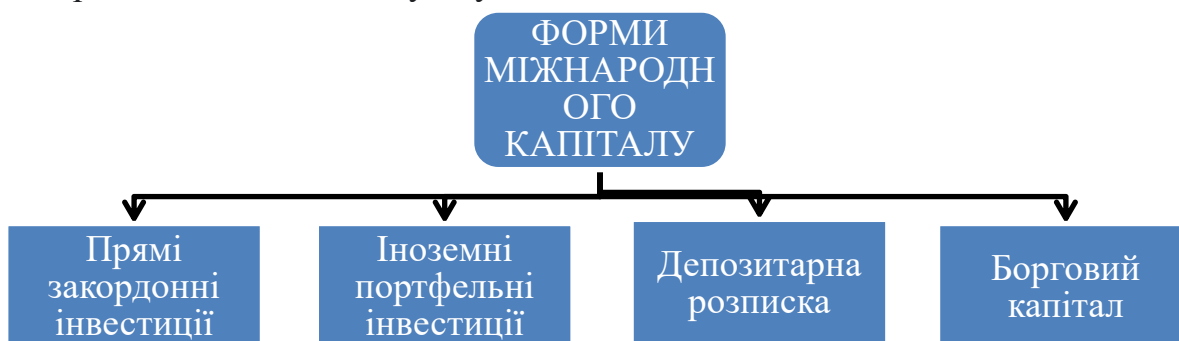 ФОРМИ
МІЖНАРОДН
ОГО
КАПІТАЛУ
Прямі
закордонні
інвестиції
Іноземні
портфельні
інвестиції
Депозитарна
розписка
Борговий
капітал